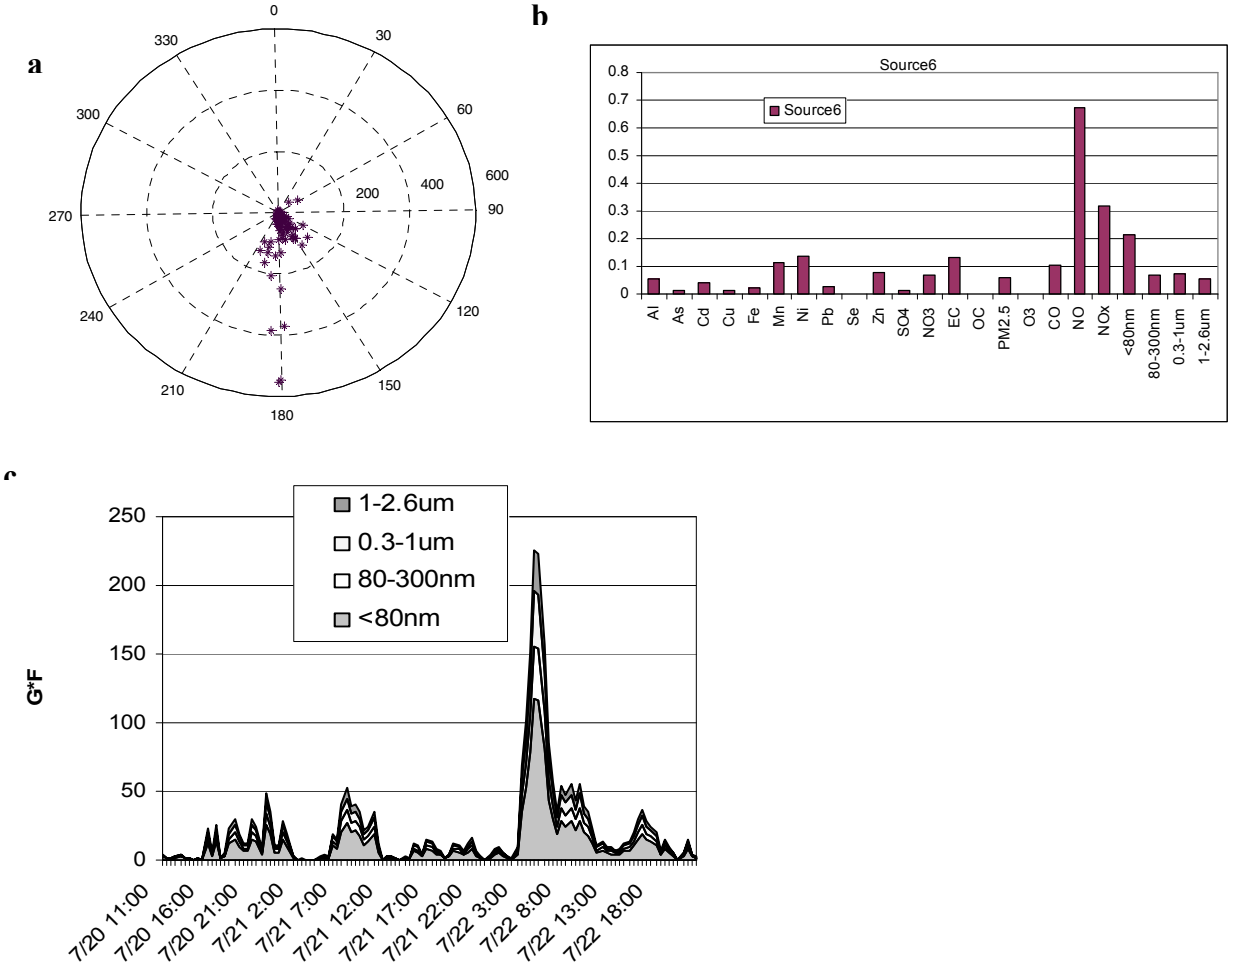 a
0
30
60
90
120
150
180
210
240
270
300
330
200
400
600
b
Source6
Source6
0.8
0.7
0.6
0.5
0.4
0.3
0.2
0.1
0
Al
As
Cd
Cu
Fe
Mn
Ni
Pb
Se
Zn
SO4
NO3
EC
OC
PM2.5
O3
CO
NO
NOx
<80nm
80-300nm
0.3-1um
1-2.6um
c
1-2.6um
0.3-1um
80-300nm
<80nm
250
200
150
100
50
0
G*F
7/20 11:00
7/20 16:00
7/20 21:00
7/21 2:00
7/21 7:00
7/21 12:00
7/21 17:00
7/21 22:00
7/22 3:00
7/22 8:00
7/22 13:00
7/22 18:00